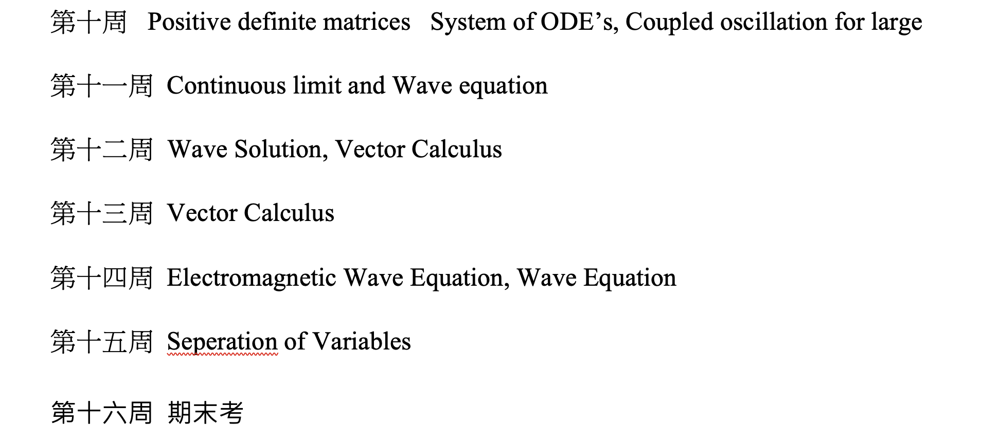 第十周 Positive definite matrices System of ODE’s, Coupled oscillation for large
第十一周 Continuous limit and Wave equation
第十二周 Wave Solution, Vector Calculus
第十三周 Vector Calculus
第十四周 Electromagnetic Wave Equation, Wave Equation
第十五周 Seperation of Variables
第十六周 期末考